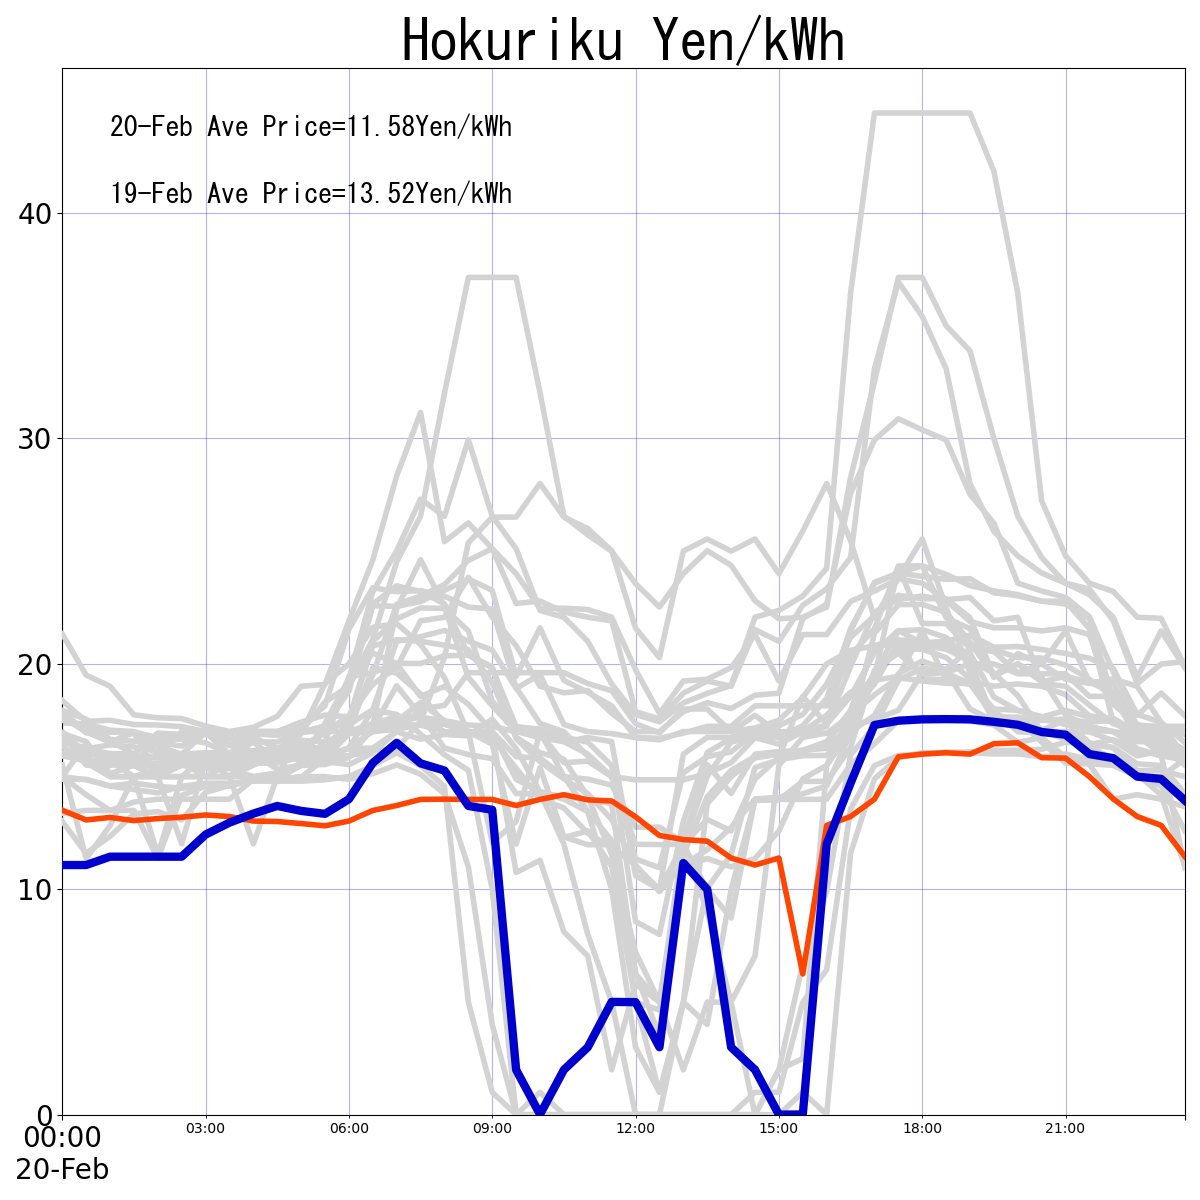 Hokuriku Yen/kWh
20-Feb Ave Price=11.58Yen/kWh
19-Feb Ave Price=13.52Yen/kWh
40
30
20
10
0
00:00 03:00 06:00 09:00 12:00 15:00 18:00 21:00
20-Feb